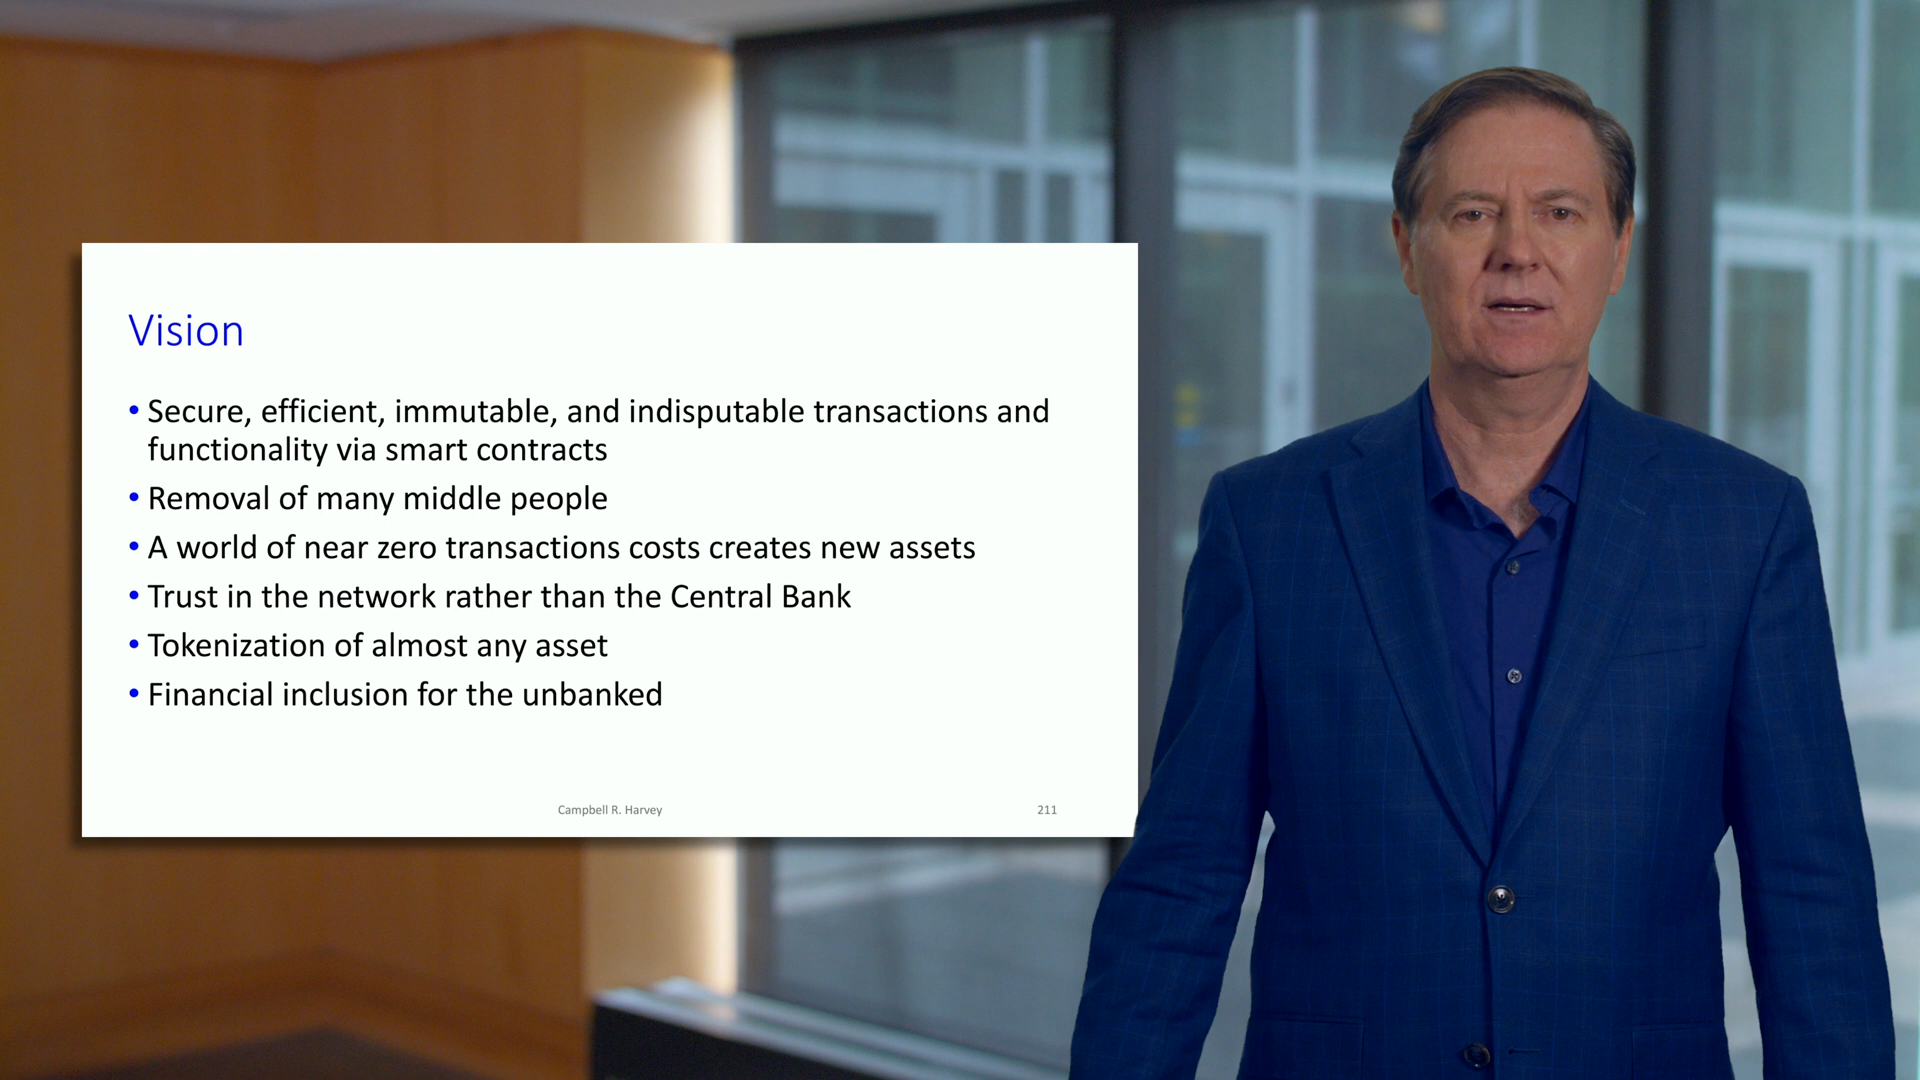 Vision
• Secure, efficient, immutable, and indisputable transactions and
functionality via smart contracts
• Removal of many middle people
• A world of near zero transactions costs creates new assets
• Trust in the network rather than the Central Bank
• Tokenization of almost any asset
• Financial inclusion for the unbanked
Campbell R. Harvey
211